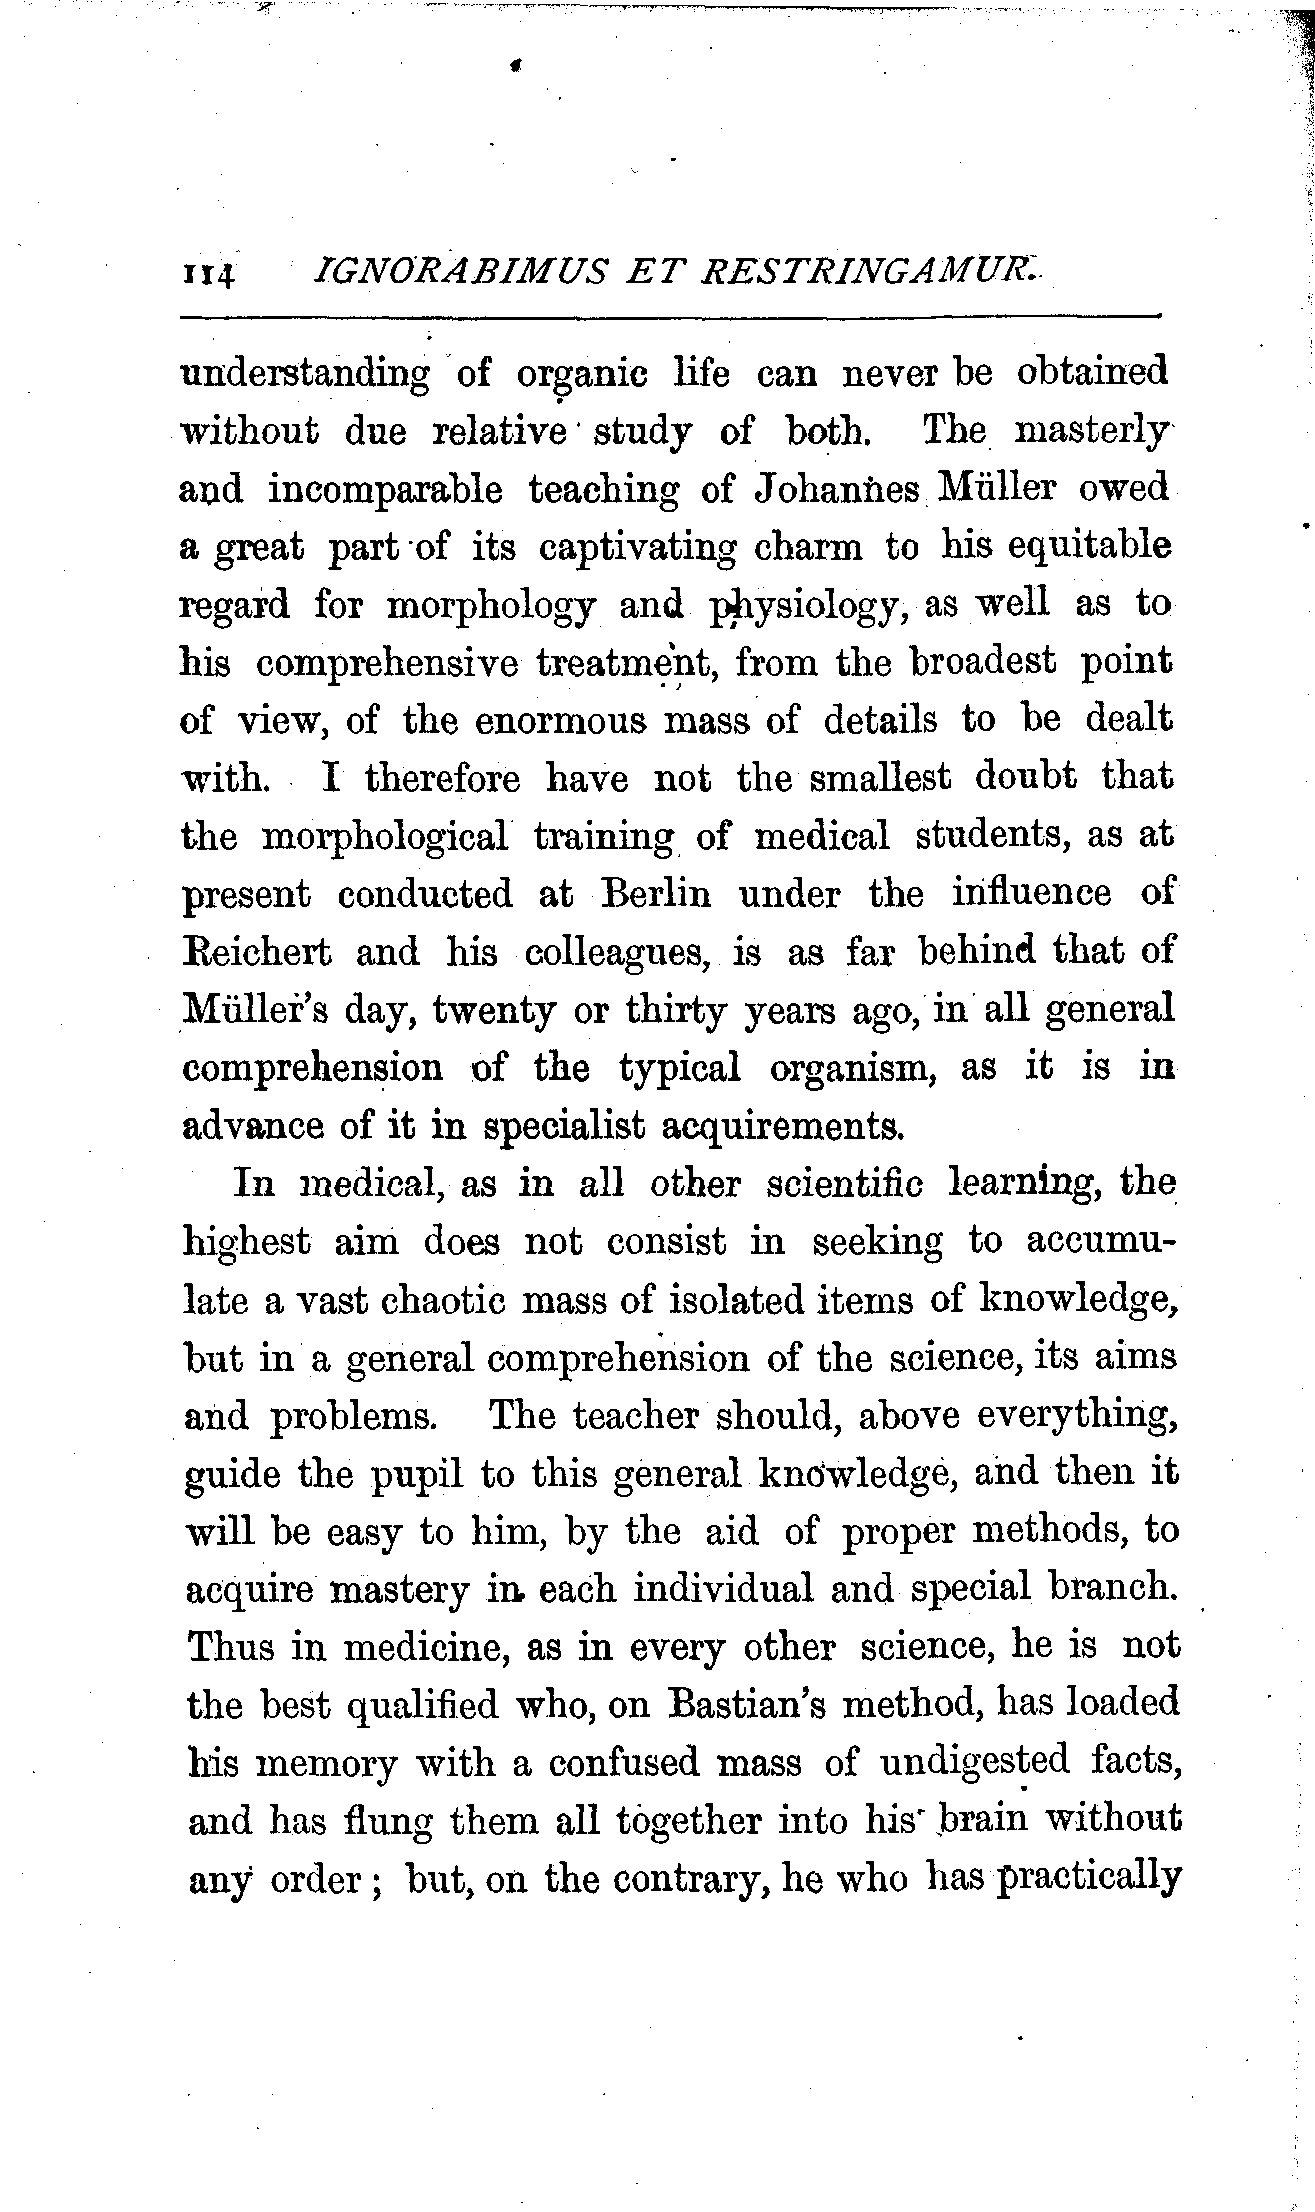 114 IGNORABIMUS ET RESTRINGAMUR.
understanding of organic life can never be obtained
without due relative study of both. The masterly
and incomparable teaching of Johannes Müller owed
a great part of its captivating charm to his equitable
regard for morphology and physiology, as well as to
his comprehensive treatment, from the broadest point
of view, of the enormous mass of details to be dealt
with. I therefore have not the smallest doubt that
the morphological training of medical students, as at
present conducted at Berlin under the influence of
Reichert and his colleagues, is as far behind that of
Müller's day, twenty or thirty years ago, in all general
comprehension of the typical organism, as it is in
advance of it in specialist acquirements.
In medical, as in all other scientific learning, the
highest aim does not consist in seeking to accumu-
late a vast chaotic mass of isolated items of knowledge,
but in a general comprehension of the science, its aims
and problems. The teacher should, above everything,
guide the pupil to this general knowledge, and then it
will be easy to him, by the aid of proper methods, to
acquire mastery in each individual and special branch.
Thus in medicine, as in every other science, he is not
the best qualified who, on Bastian's method, has loaded
his memory with a confused mass of undigested facts,
and has flung them all together into his brain without
any order ; but, on the contrary, he who has practically